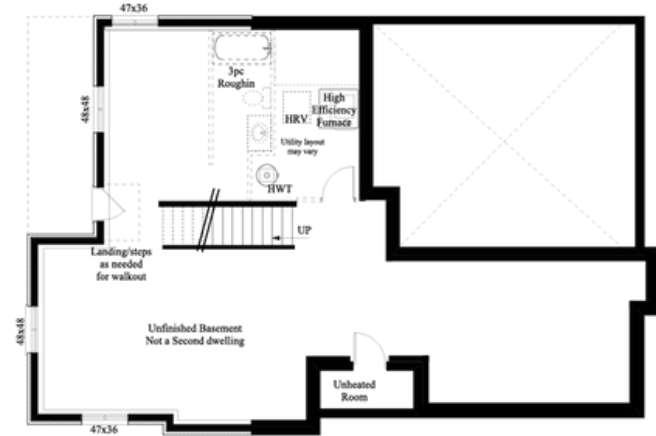 47x36
3pc
Roughin
High
Efficiency
Furnace
HRV
48x48
Utility layout
may vary
HWT
UP
Landing/steps
as needed
for walkout
Unfinished Basement
Not a Second dwelling
48x48
Unheated
Room
47x36